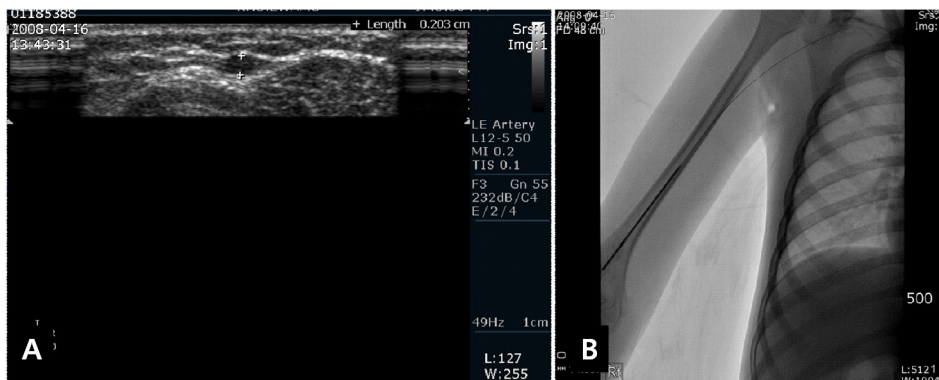 01185388
2008-04-16
13:43:31
+ Length 0.203 cm
Srs:1
Img:1
LE Artery
L12-5 50
MI 0.2
TIS 0.1
F3 Gn 55
232dB/C4
E/2/4
49Hz 1cm
L:127
W:255
A
2008-04-16
FD 48 cm
Srs:
Img:
500
B
Rt
L:512